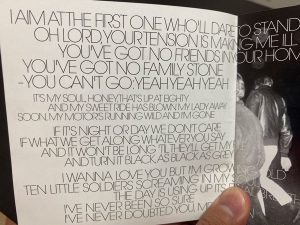 I AM AT THE FIRST ONE WHO'LL DARE TO STAND
OH LORD YOUR TENSION IS MAKING ME ILL
YOU'VE GOT NO FRIENDS IN YOUR HOM
YOU'VE GOT NO FAMILY STONE
-YOU CAN'T GO: YEAH YEAH YEAH
IT'S MY SOUL, HONEY THAT'S UP AT EIGHTY
AND MY SWEET RIDE HAS BLOWN MY LADY AWAY
SOON, MY MOTOR'S RUNNING WILD AND I'M GONE
IF IT'S NIGHT OR DAY WE DON'T CARE
IF WHAT WE GET ALONG WHATEVER YOU SAY
AND IT WON'T BE LONG 'TIL THEY'LL GET MY
AND TURN IT BLACK AS BLACK AS GREY
I WANNA LOVE YOU BUT I'M GROWING OLD
TEN LITTLE SOLDIERS SCREAMING IN MY SOUL
THE DAY IS USING UP ITS
I'VE NEVER BEEN SO SURE
I'VE NEVER DOUBTED YOU,